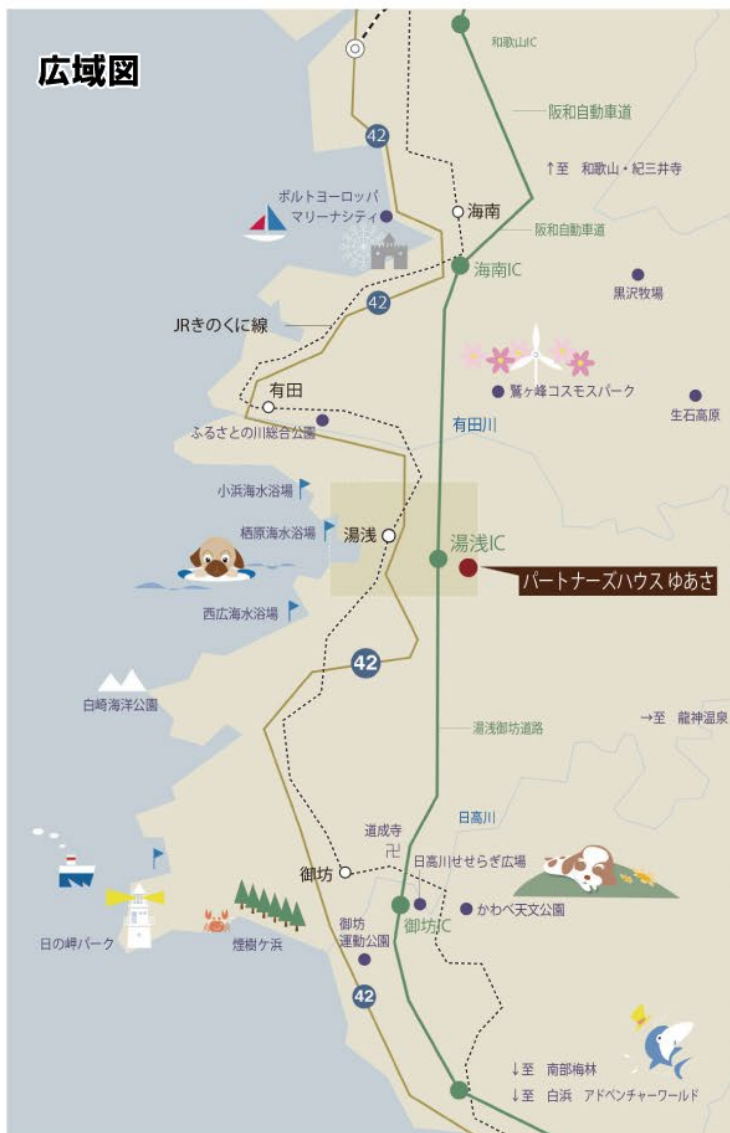 広域図
和歌山IC
阪和自動車道
42
↑至 和歌山・紀三井寺
ポルトヨーロッパ
マリーナシティ
海南
阪和自動車道
海南IC
黒沢牧場
42
JRきのくに線
鷲ヶ峰コスモスパーク
有田
生石高原
ふるさとの川総合公園
有田川
小浜海水浴場
栖原海水浴場
湯浅
湯浅IC
パートナーズハウス ゆあさ
西広海水浴場
42
白崎海洋公園
→至 龍神温泉
湯浅御坊道路
日高川
道成寺
卍
日高川せせらぎ広場
御坊
かわべ天文公園
御坊IC
御坊
運動公園
日の岬パーク
煙樹ケ浜
42
↓至 南部梅林
↓至 白浜 アドベンチャーワールド